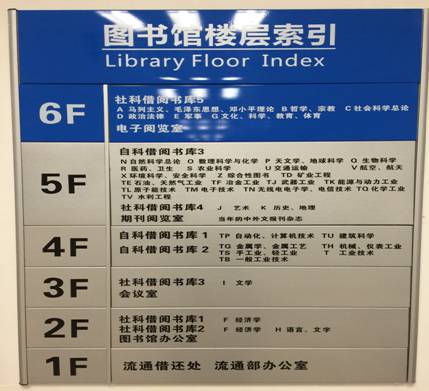 图书馆楼层索引
Library Floor Index
6F
社科借阅书库5
A 马列主义、毛泽东思想、邓小平理论 B 哲学、宗教 C 社会科学总论
D 政治法律 E 军事 G 文化、科学、教育、体育
电子阅览室
5F
自科借阅书库3
N 自然科学总论 O 数理科学与化学 P 天文学、地球科学 Q 生物科学
R 医药、卫生 S 农业科学 U 交通运输 V 航空、航天
X 环境科学、安全科学 Z 综合性图书 TD 矿业工程
TE 石油、天然气工业 TF 冶金工业 TJ 武器工业 TK 能源与动力工业
TL 原子能技术 TM 电子技术 TN 无线电电子学、电信技术 TQ 化学工业
TV 水利工程
社科借阅书库4 J 艺术 K 历史、地理
期刊阅览室 当年的中外文报刊杂志
4F
自科借阅书库1 TP 自动化、计算机技术 TU 建筑科学
自科借阅书库2 TG 金属学、金属工艺 TH 机械、仪表工业
TS 手工业、轻工业 T 工业技术
TB 一般工业技术
3F
社科借阅书库3 I 文学
会议室
2F
社科借阅书库1 F 经济学
社科借阅书库2 F 经济学 H 语言、文字
图书馆办公室
1F
流通借还处 流通部办公室